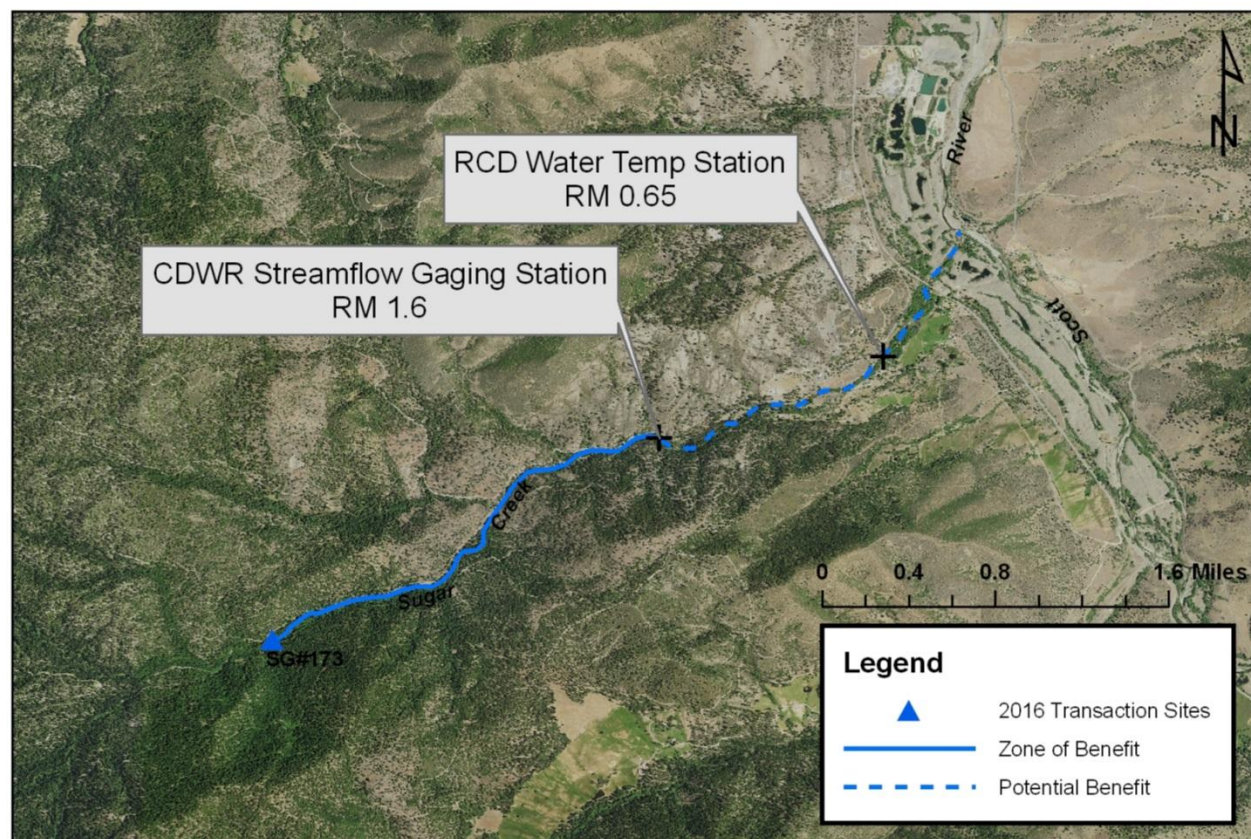 RCD Water Temp Station
RM 0.65
CDWR Streamflow Gaging Station
RM 1.6
River
N
Scott
Creek
Sugar
SG#173
0 0.4 0.8 1.6 Miles
Legend
2016 Transaction Sites
Zone of Benefit
Potential Benefit